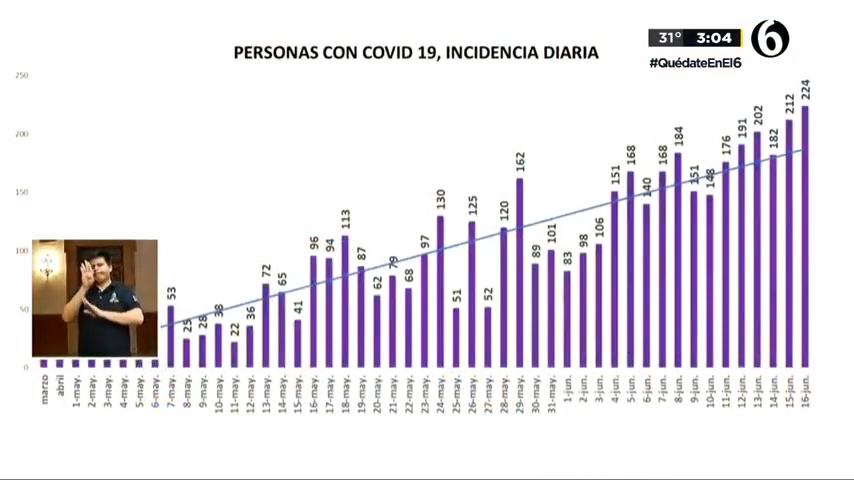 31° 3:04 6
PERSONAS CON COVID 19, INCIDENCIA DIARIA
#QuédateEnEl6
250
200
150
100
50
0
53
25
28
38
22
36
72
65
41
96
94
113
87
62
79
68
97
130
51
125
52
120
162
89
101
83
98
106
151
168
140
168
184
151
148
176
191
202
182
212
224
marzo
abril
1-may.
2-may.
3-may.
4-may.
5-may.
6-may.
7-may.
8-may.
9-may.
10-may.
11-may.
12-may.
13-may.
14-may.
15-may.
16-may.
17-may.
18-may.
19-may.
20-may.
21-may.
22-may.
23-may.
24-may.
25-may.
26-may.
27-may.
28-may.
29-may.
30-may.
31-may.
1-jun.
2-jun.
3-jun.
4-jun.
5-jun.
6-jun.
7-jun.
8-jun.
9-jun.
10-jun.
11-jun.
12-jun.
13-jun.
14-jun.
15-jun.
16-jun.